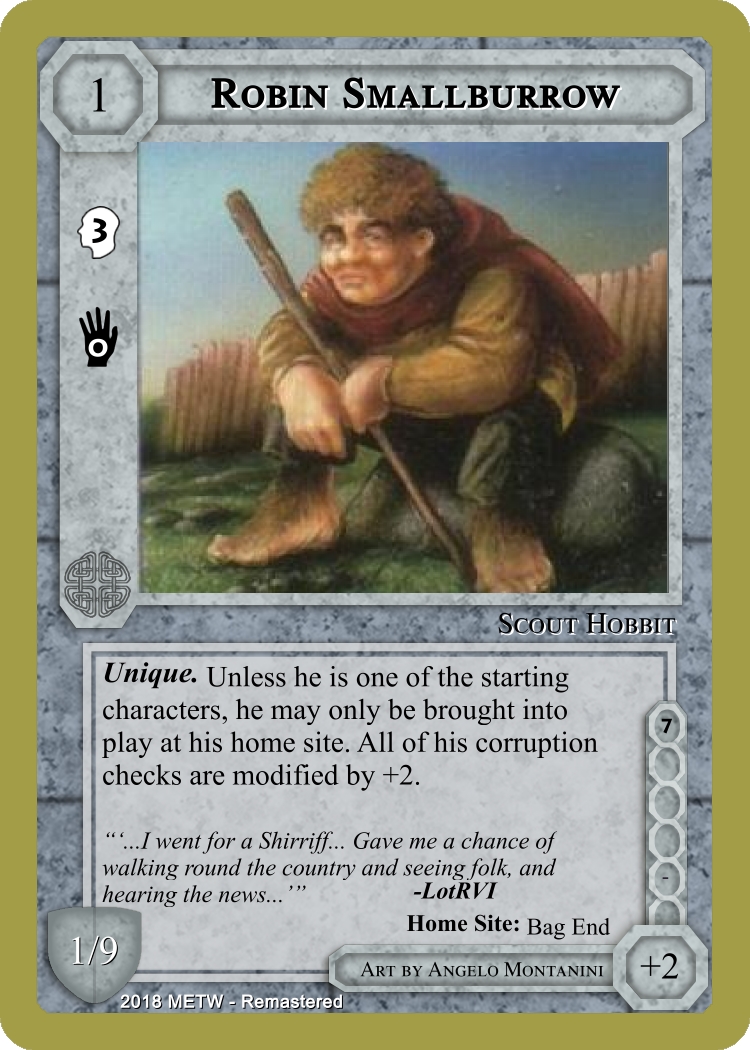 1
ROBIN SMALLBURROW
3
0
SCOUT HOBBIT
Unique. Unless he is one of the starting
characters, he may only be brought into
play at his home site. All of his corruption
checks are modified by +2.
7
“‘...I went for a Shirriff... Gave me a chance of
walking round the country and seeing folk, and
hearing the news...’” -LotRVI
-
Home Site: Bag End
1/9
ART BY ANGELO MONTANINI
+2
2018 METW - Remastered